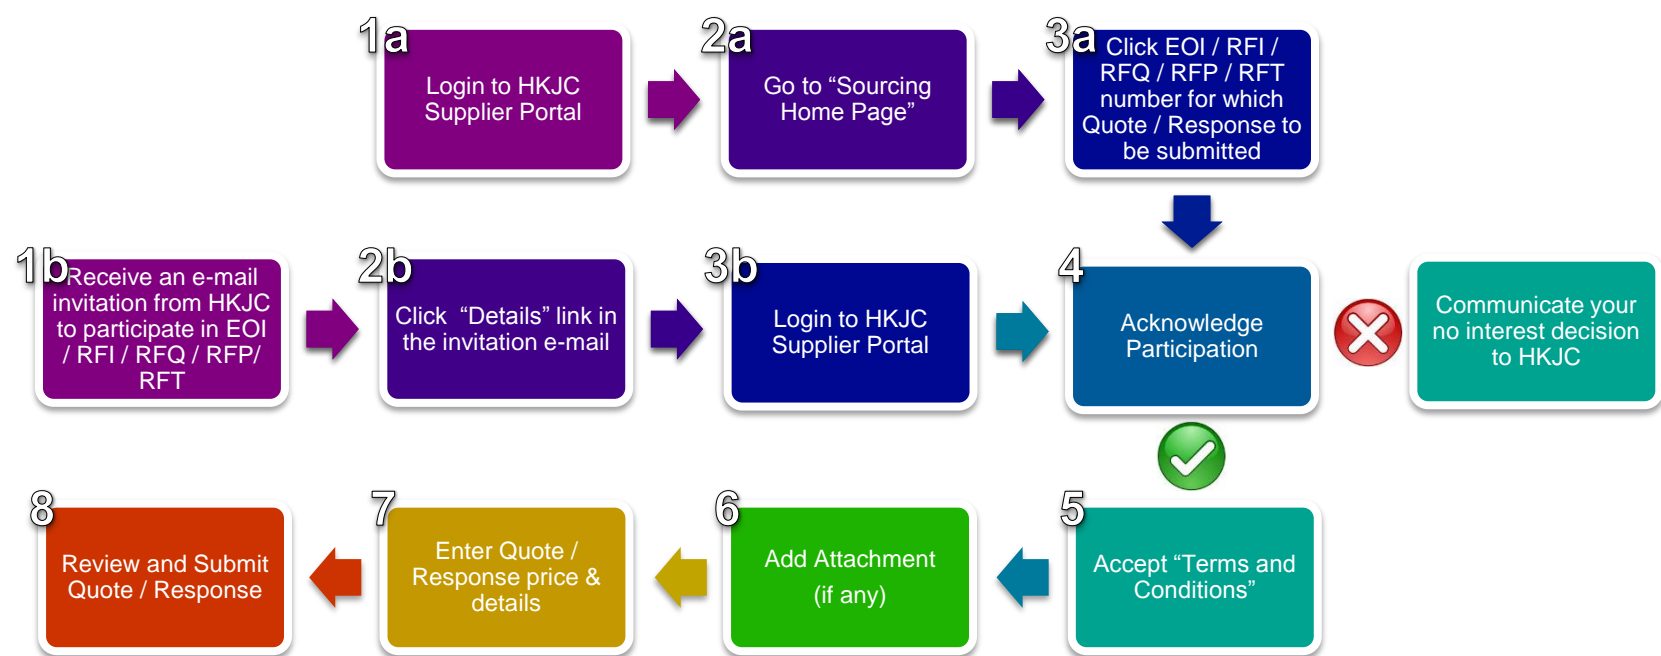 1a
Login to HKJC
Supplier Portal
2a
Go to “Sourcing
Home Page”
3a
Click EOI / RFI /
RFQ / RFP / RFT
number for which
Quote / Response to
be submitted
1b
Receive an e-mail
invitation from HKJC
to participate in EOI
/ RFI / RFQ / RFP/
RFT
2b
Click “Details” link in
the invitation e-mail
3b
Login to HKJC
Supplier Portal
4
Acknowledge
Participation
Communicate your
no interest decision
to HKJC
8
Review and Submit
Quote / Response
7
Enter Quote /
Response price &
details
6
Add Attachment
(if any)
5
Accept “Terms and
Conditions”